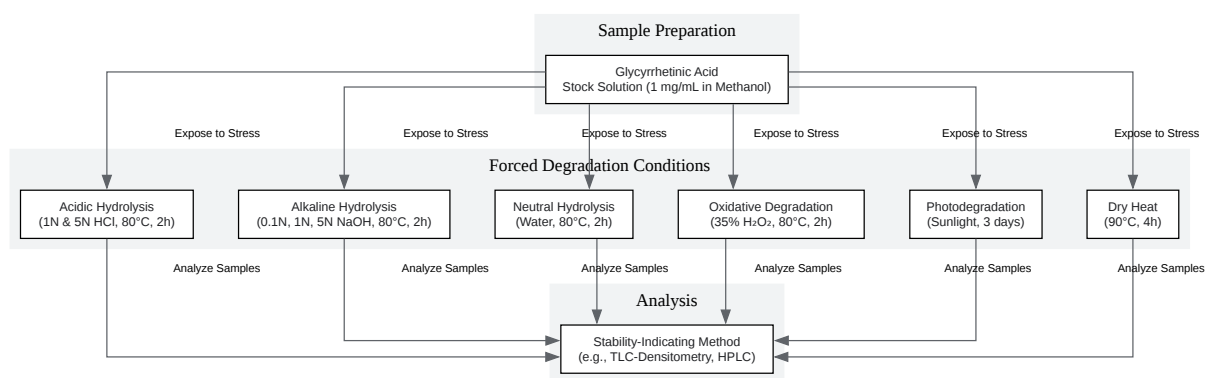 Sample Preparation
Glycyrrhetinic Acid
Stock Solution (1 mg/mL in Methanol)
Expose to Stress
Expose to Stress
Expose to Stress
Expose to Stress
Expose to Stress
Expose to Stress
Forced Degradation Conditions
Acidic Hydrolysis
(1N & 5N HCl, 80°C, 2h)
Alkaline Hydrolysis
(0.1N, 1N, 5N NaOH, 80°C, 2h)
Neutral Hydrolysis
(Water, 80°C, 2h)
Oxidative Degradation
(35% H₂O₂, 80°C, 2h)
Photodegradation
(Sunlight, 3 days)
Dry Heat
(90°C, 4h)
Analyze Samples
Analyze Samples
Analyze Samples
Analyze Samples
Analyze Samples
Analyze Samples
Analysis
Stability-Indicating Method
(e.g., TLC-Densitometry, HPLC)